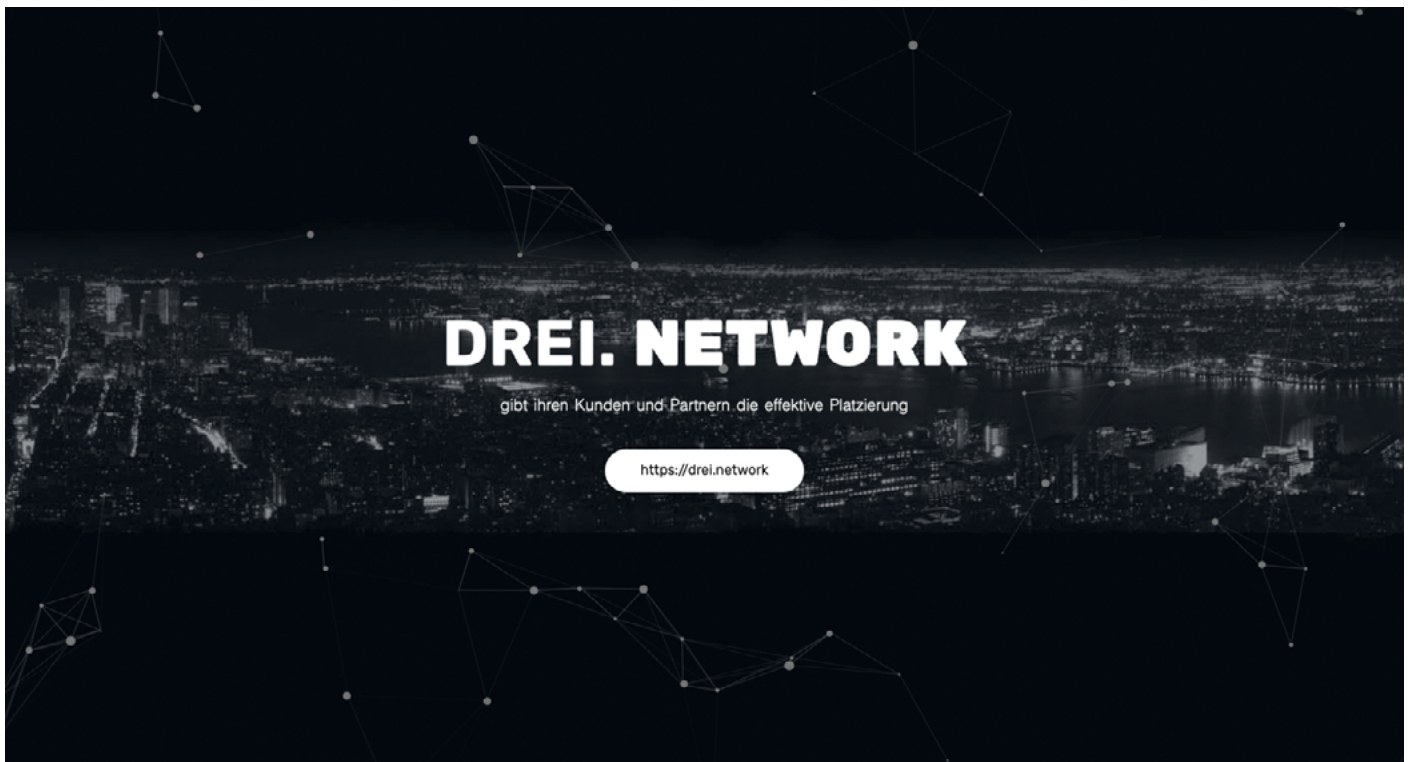 DREI. NETWORK
gibt ihren Kunden und Partnern die effektive Platzierung
https://drei.network